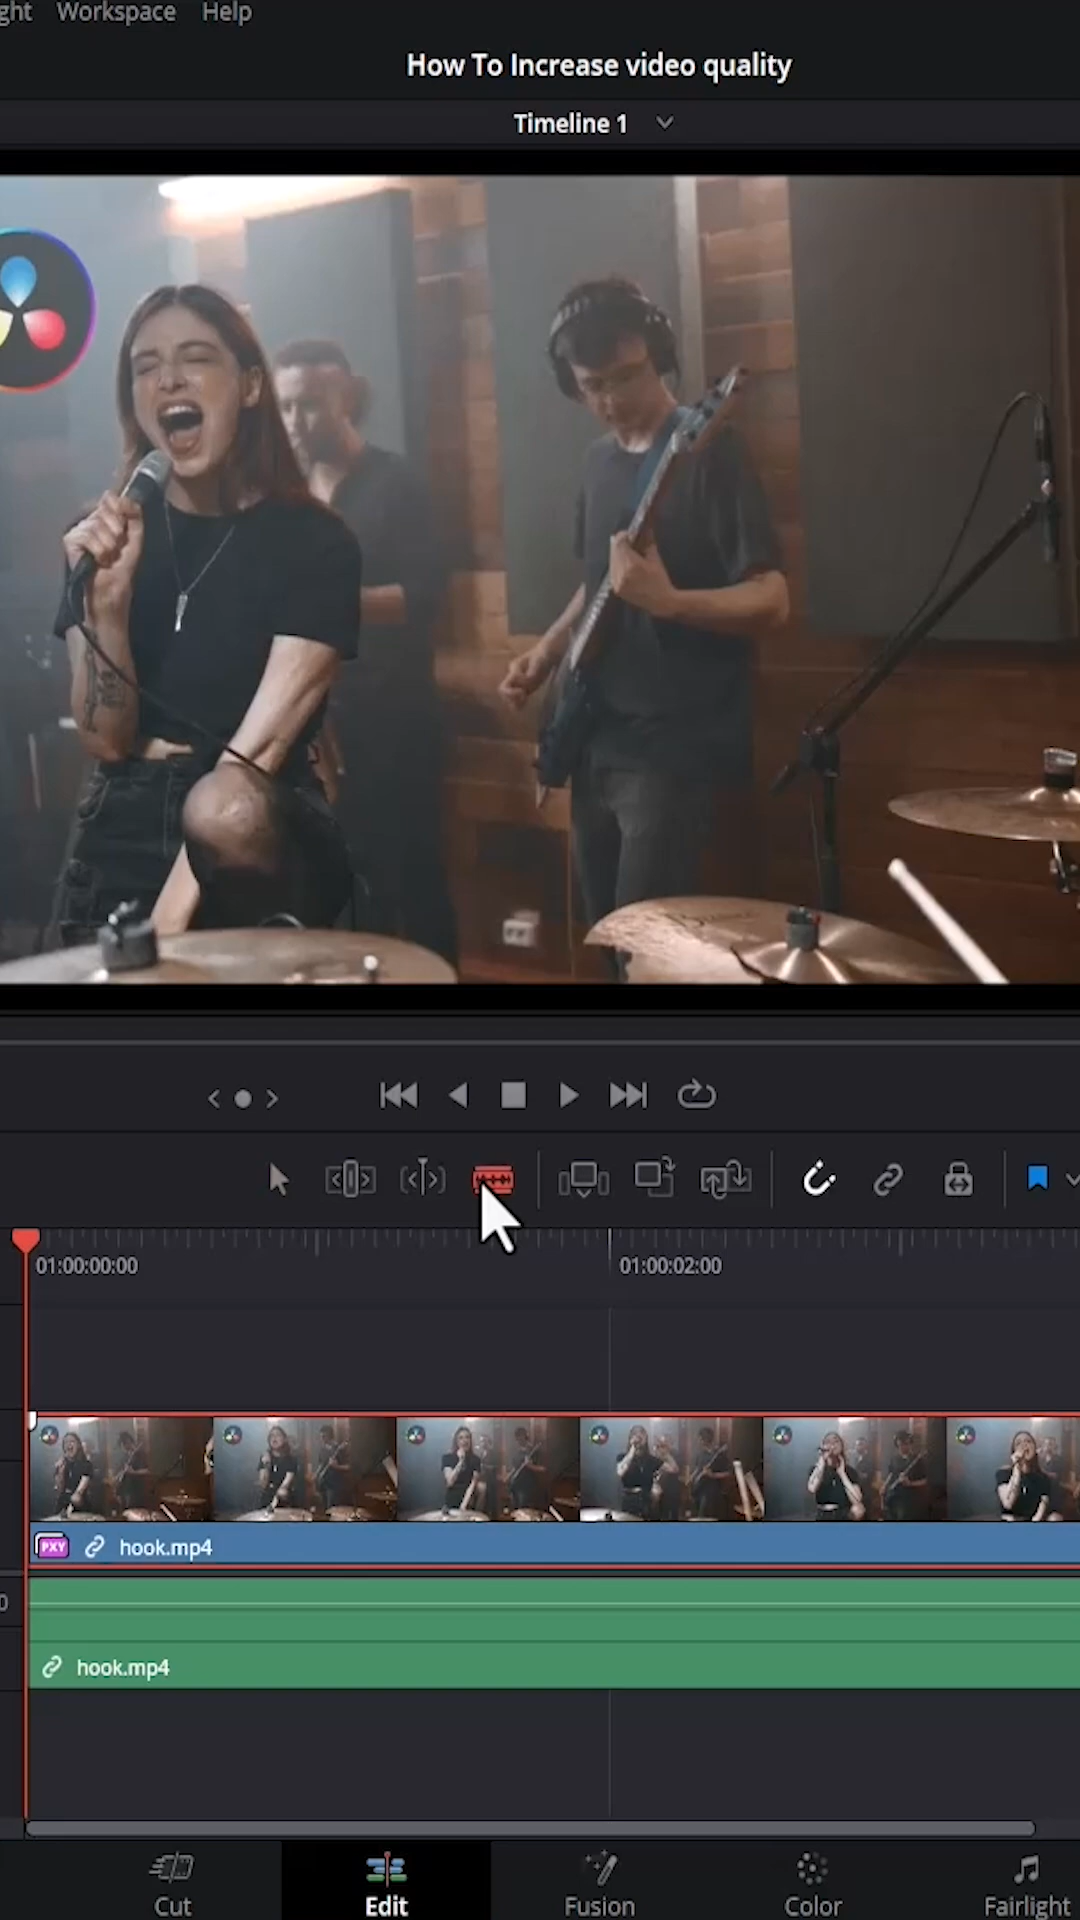 ght Workspace Help
How To Increase video quality
Timeline 1
01:00:00:00 01:00:02:00
PXY hook.mp4
0
hook.mp4
Cut Edit Fusion Color Fairlight